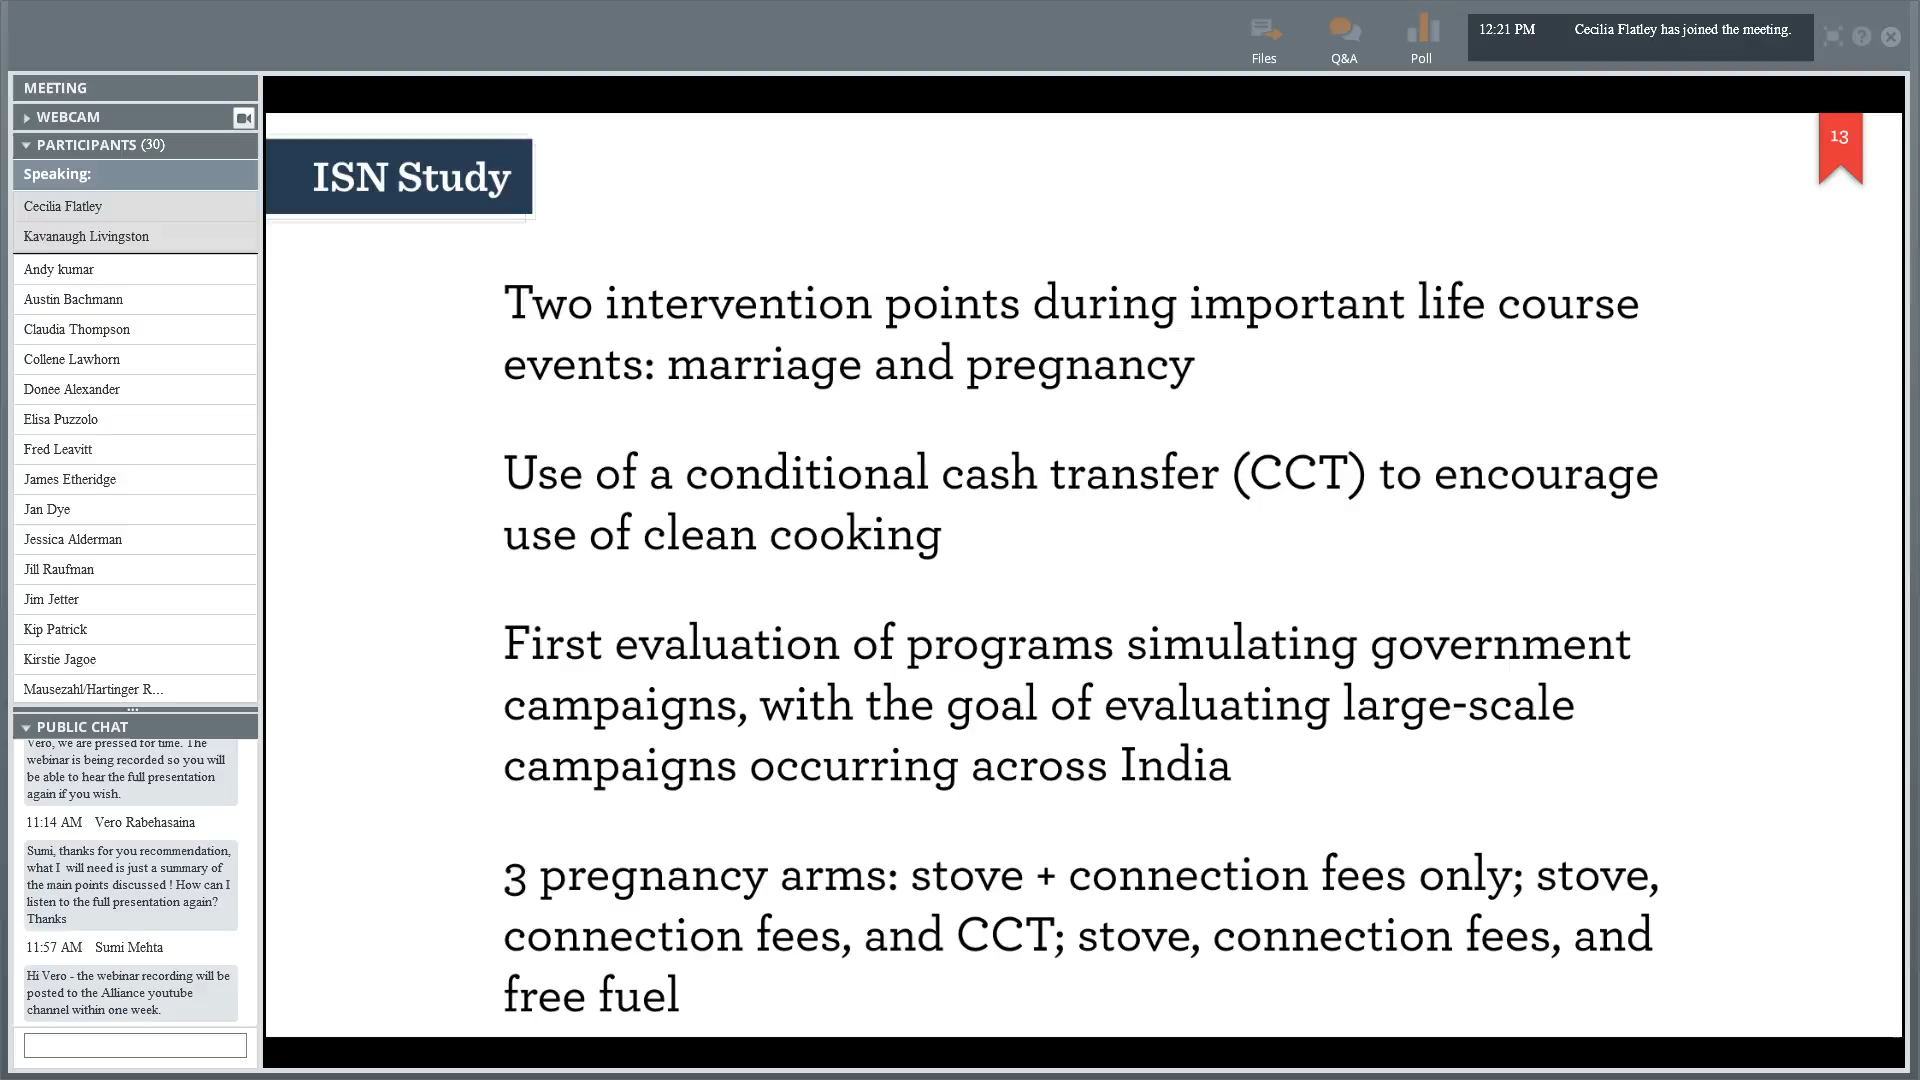 Files
Q&A
Poll
12:21 PM Cecilia Flatley has joined the meeting.
MEETING
WEBCAM
PARTICIPANTS (30)
Speaking:
Cecilia Flatley
Kavanaugh Livingston
Andy kumar
Austin Bachmann
Claudia Thompson
Collene Lawhorn
Donee Alexander
Elisa Puzzolo
Fred Leavitt
James Etheridge
Jan Dye
Jessica Alderman
Jill Raufman
Jim Jetter
Kip Patrick
Kirstie Jagoe
Mausezahl/Hartinger R...
PUBLIC CHAT
Vero, we are pressed for time. The
webinar is being recorded so you will
be able to hear the full presentation
again if you wish.
11:14 AM Vero Rabehasaina
Sumi, thanks for you recommendation,
what I will need is just a summary of
the main points discussed ! How can I
listen to the full presentation again?
Thanks
11:57 AM Sumi Mehta
Hi Vero - the webinar recording will be
posted to the Alliance youtube
channel within one week.
13
ISN Study
Two intervention points during important life course
events: marriage and pregnancy
Use of a conditional cash transfer (CCT) to encourage
use of clean cooking
First evaluation of programs simulating government
campaigns, with the goal of evaluating large-scale
campaigns occurring across India
3 pregnancy arms: stove + connection fees only; stove,
connection fees, and CCT; stove, connection fees, and
free fuel